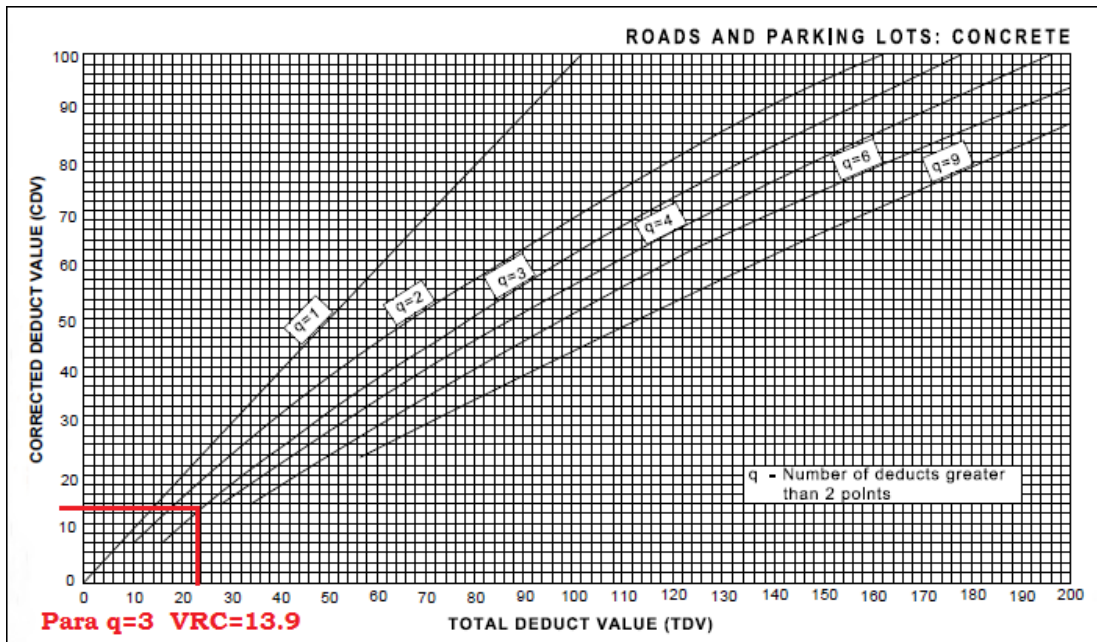 ROADS AND PARKING LOTS: CONCRETE
CORRECTED DEDUCT VALUE (CDV)
100
90
80
70
60
50
40
30
20
10
0
q=1
q=2
q=3
q=4
q=6
q=9
q - Number of deducts greater
than 2 points
0 10 20 30 40 50 60 70 80 90 100 110 120 130 140 150 160 170 180 190 200
Para q=3 VRC=13.9
TOTAL DEDUCT VALUE (TDV)